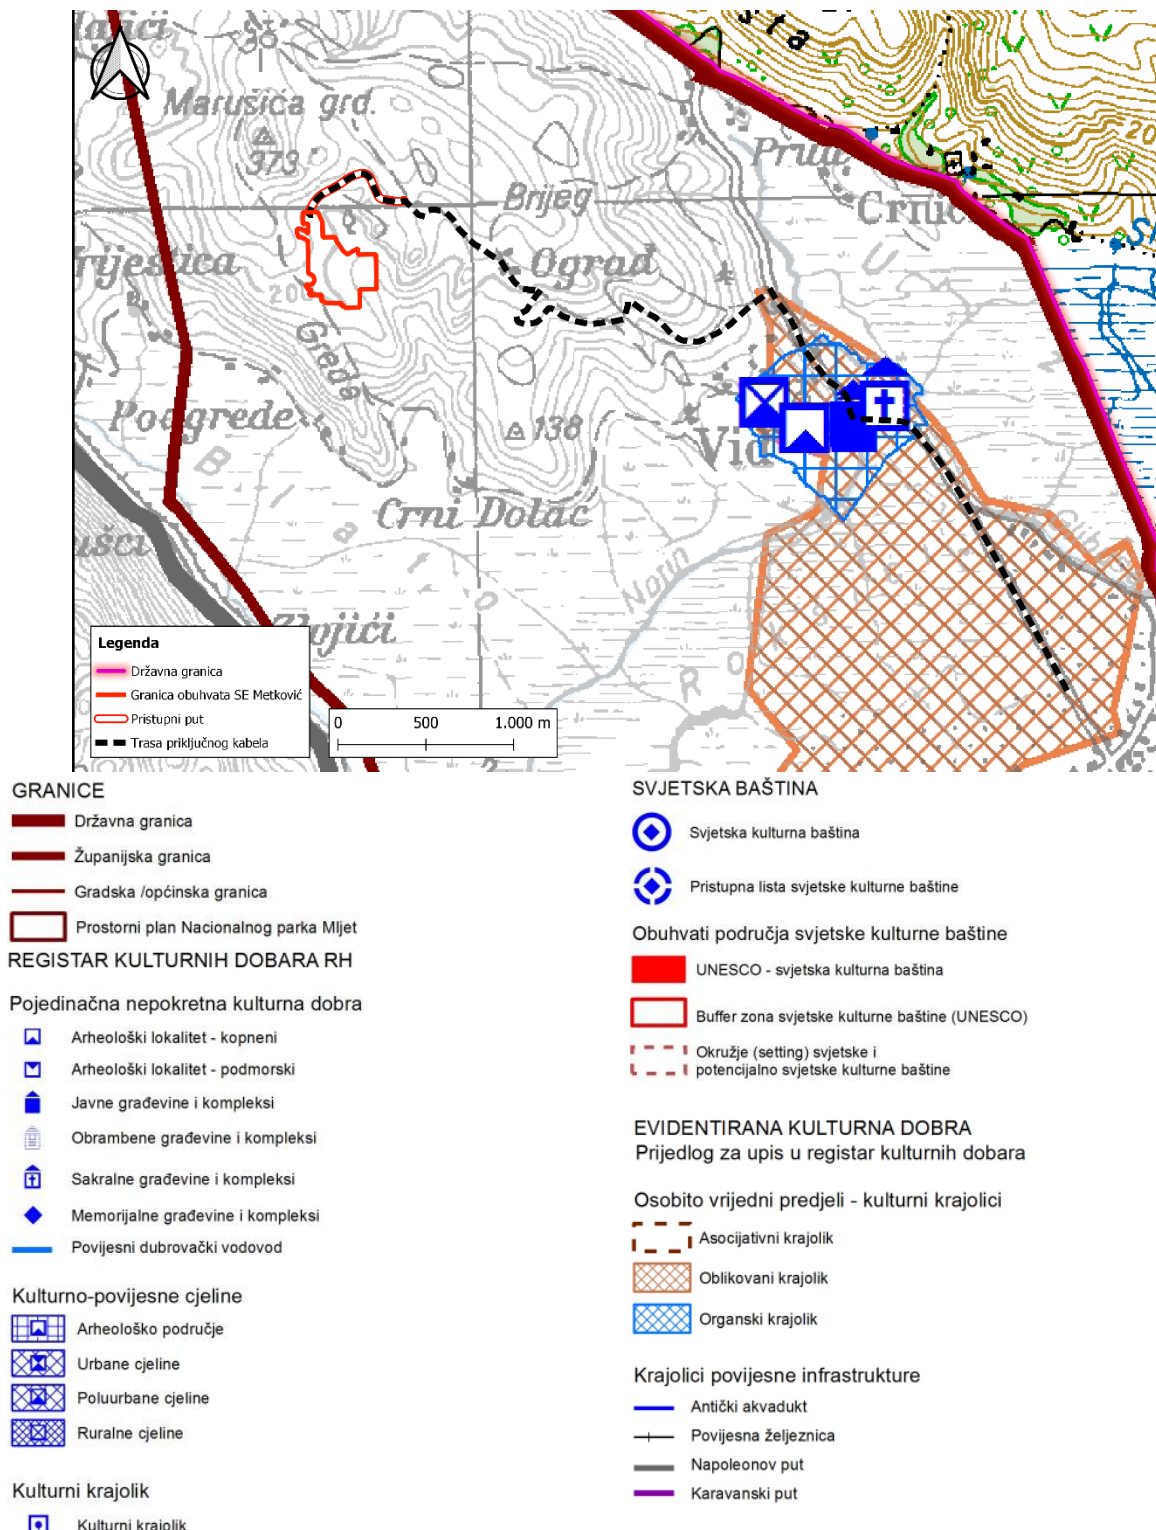 Marušića grd.
373
Brijeg
Ograd
Prud
20
Greda
Podgrede
138
Vid
Crni Dolac
Norin
Legenda
Državna granica
Granica obuhvata SE Metković
Pristupni put
Trasa priključnog kabela
0 500 1.000 m
GRANICE
Državna granica
Županijska granica
Gradska /općinska granica
Prostorni plan Nacionalnog parka Mljet
REGISTAR KULTURNIH DOBARA RH
Pojedinačna nepokretna kulturna dobra
Arheološki lokalitet - kopneni
Arheološki lokalitet - podmorski
Javne građevine i kompleksi
Obrambene građevine i kompleksi
Sakralne građevine i kompleksi
Memorijalne građevine i kompleksi
Povijesni dubrovački vodovod
Kulturno-povijesne cjeline
Arheološko područje
Urbane cjeline
Poluurbane cjeline
Ruralne cjeline
Kulturni krajolik
Kulturni krajolik
SVJETSKA BAŠTINA
Svjetska kulturna baština
Pristupna lista svjetske kulturne baštine
Obuhvati područja svjetske kulturne baštine
UNESCO - svjetska kulturna baština
Buffer zona svjetske kulturne baštine (UNESCO)
Okružje (setting) svjetske i
potencijalno svjetske kulturne baštine
EVIDENTIRANA KULTURNA DOBRA
Prijedlog za upis u registar kulturnih dobara
Osobito vrijedni predjeli - kulturni krajolici
Asocijativni krajolik
Oblikovani krajolik
Organski krajolik
Krajolici povijesne infrastrukture
Antički akvadukt
Povijesna željeznica
Napoleonov put
Karavanski put